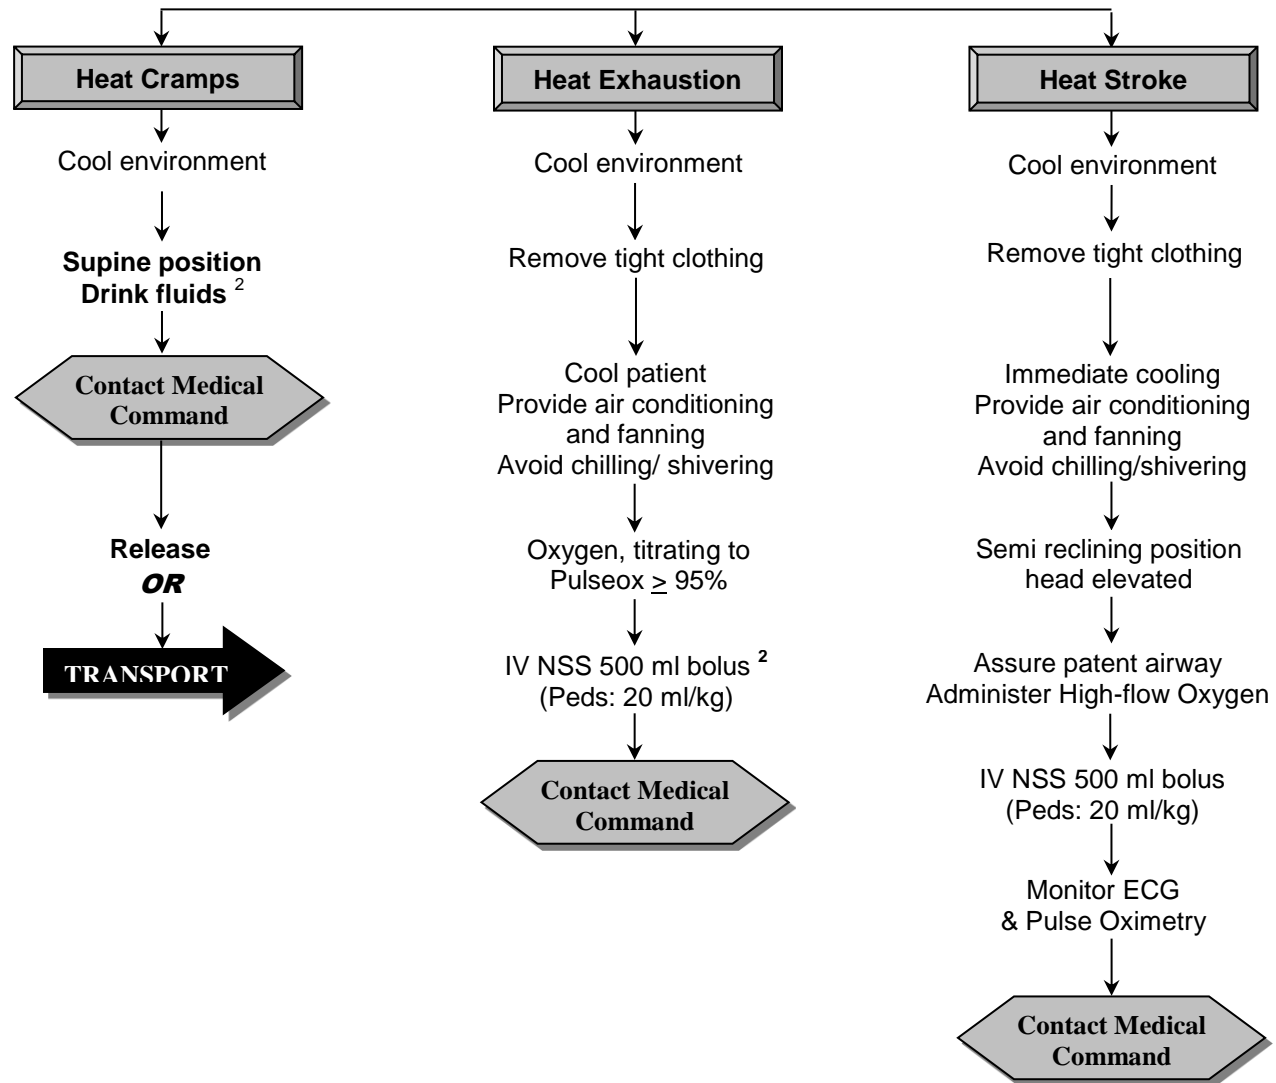 Heat Cramps
Cool environment
Supine position
Drink fluids 2
Contact Medical
Command
Release
OR
TRANSPORT
Heat Exhaustion
Cool environment
Remove tight clothing
Cool patient
Provide air conditioning
and fanning
Avoid chilling/ shivering
Oxygen, titrating to
Pulseox ≥ 95%
IV NSS 500 ml bolus 2
(Peds: 20 ml/kg)
Contact Medical
Command
Heat Stroke
Cool environment
Remove tight clothing
Immediate cooling
Provide air conditioning
and fanning
Avoid chilling/shivering
Semi reclining position
head elevated
Assure patent airway
Administer High-flow Oxygen
IV NSS 500 ml bolus
(Peds: 20 ml/kg)
Monitor ECG
& Pulse Oximetry
Contact Medical
Command